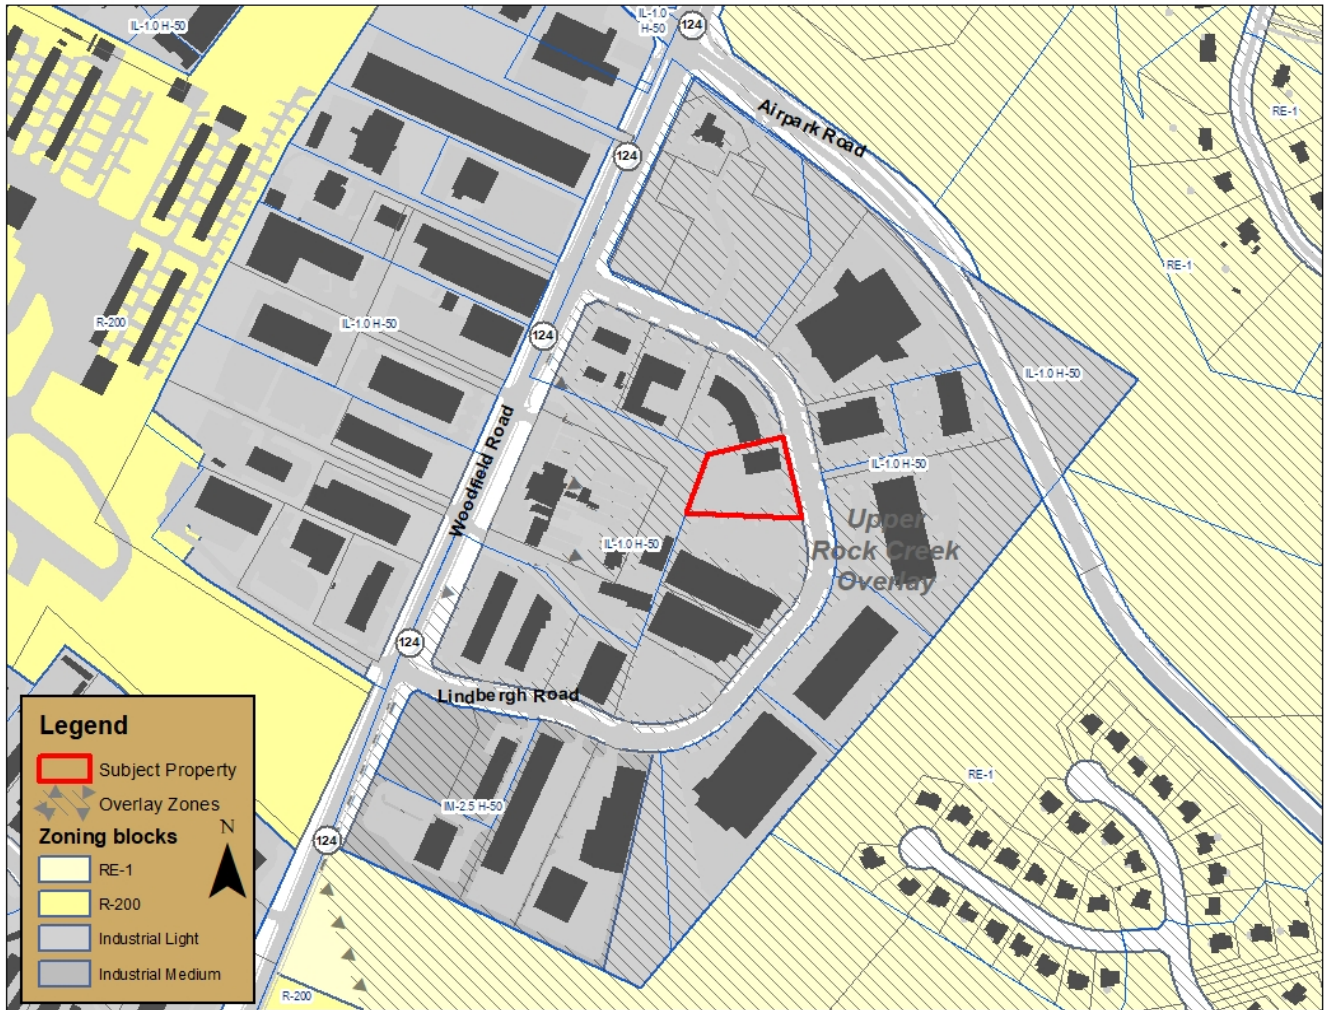 IL-1.0 H-50
IL-1.0
H-50
124
Airpark Road
RE-1
124
RE-1
R-200
IL-1.0 H-50
124
IL-1.0 H-50
Woodfield Road
IL-1.0 H-50
Upper
Rock Creek
Overlay
IL-1.0 H-50
124
Lindbergh Road
Legend
Subject Property
Overlay Zones
Zoning blocks
N
RE-1
R-200
Industrial Light
Industrial Medium
IM-2.5 H-50
RE-1
124
R-200